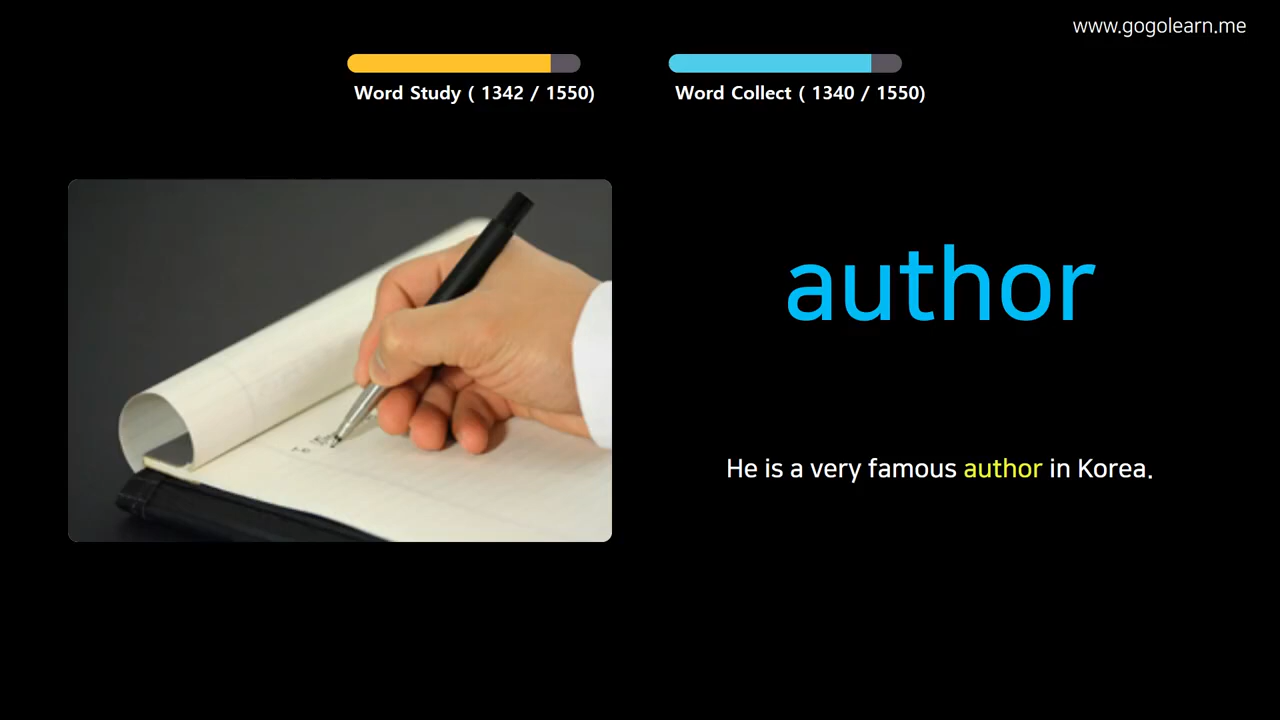 www.gogolearn.me
Word Study ( 1342 / 1550)
Word Collect ( 1340 / 1550)
author
He is a very famous author in Korea.